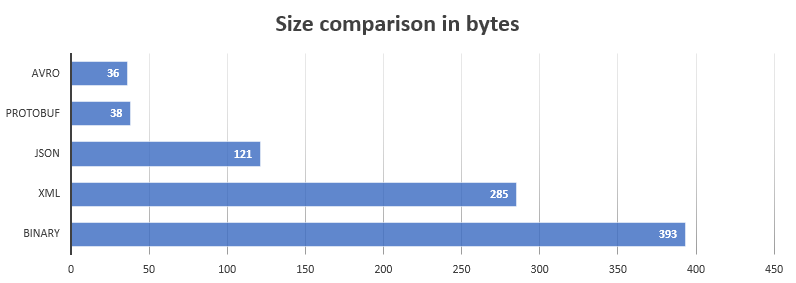 Size comparison in bytes
AVRO 36
PROTOBUF 38
JSON 121
XML 285
BINARY 393
0 50 100 150 200 250 300 350 400 450